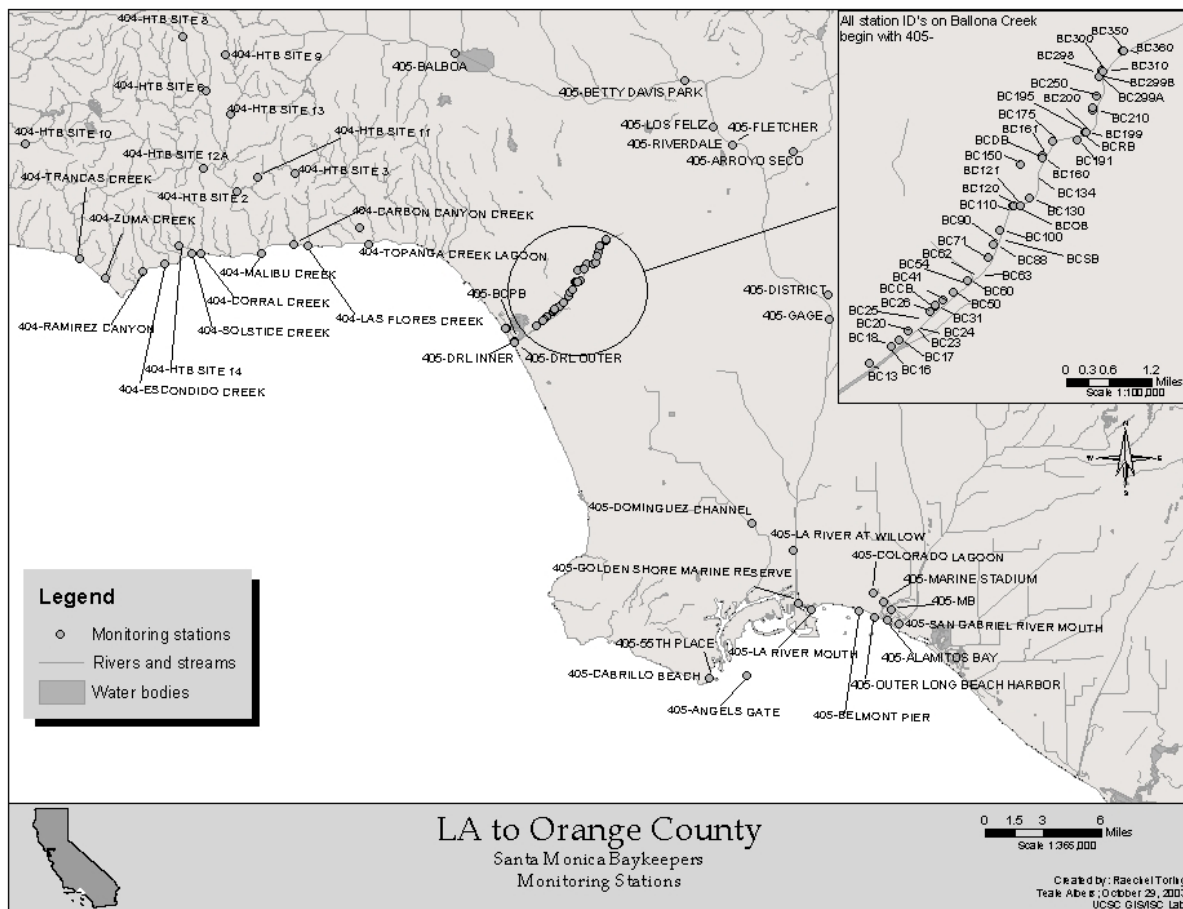 404-HTB SITE 8
404-HTB SITE 9
405-BALBOA
404-HTB SITE 6
405-BETTY DAVIS PARK
404-HTB SITE 13
404-HTB SITE 11
405-LOS FELIZ
405-FLETCHER
404-HTB SITE 10
405-RIVERDALE
405-ARROYO SECO
404-HTB SITE 12A
404-TRANCAS CREEK
404-HTB SITE 3
404-HTB SITE 2
404-ZUMA CREEK
404-CARBON CANYON CREEK
404-TOPANGA CREEK LAGOON
404-MALIBU CREEK
404-CORRAL CREEK
405-BCPB
404-RAMIREZ CANYON
404-SOLSTICE CREEK
404-LAS FLORES CREEK
405-DRL INNER
405-DRL OUTER
404-HTB SITE 14
404-ESCONDIDO CREEK
405-DISTRICT
405-GAGE
All station ID's on Ballona Creek
begin with 405-
BC350
BC300
BC360
BC298
BC310
BC299B
BC250
BC299A
BC195
BC200
BC210
BC175
BC161
BC199
BCDB
BCRB
BC191
BC150
BC160
BC121
BC134
BC120
BC110
BC130
BCOB
BC90
BC100
BC71
BCSB
BC62
BC88
BC54
BC63
BC41
BC60
BCCB
BC26
BC50
BC25
BC31
BC20
BC24
BC18
BC23
BC17
BC16
BC13
0 0.3 0.6 1.2
Miles
Scale 1:100,000
N
W
E
S
405-DOMINGUEZ CHANNEL
405-LA RIVER AT WILLOW
405-COLORADO LAGOON
405-GOLDEN SHORE MARINE RESERVE
405-MARINE STADIUM
405-MB
405-SAN GABRIEL RIVER MOUTH
405-55TH PLACE
405-LA RIVER MOUTH
405-ALAMITOS BAY
405-CABRILLO BEACH
405-OUTER LONG BEACH HARBOR
405-ANGELS GATE
405-BELMONT PIER
Legend
Monitoring stations
Rivers and streams
Water bodies
LA to Orange County
Santa Monica Baykeepers
Monitoring Stations
0 1.5 3 6
Miles
Scale 1:365,000
Created by: Raechel Toring
Teale Albers; October 29, 2003
UCSC GIS/ISC Lab